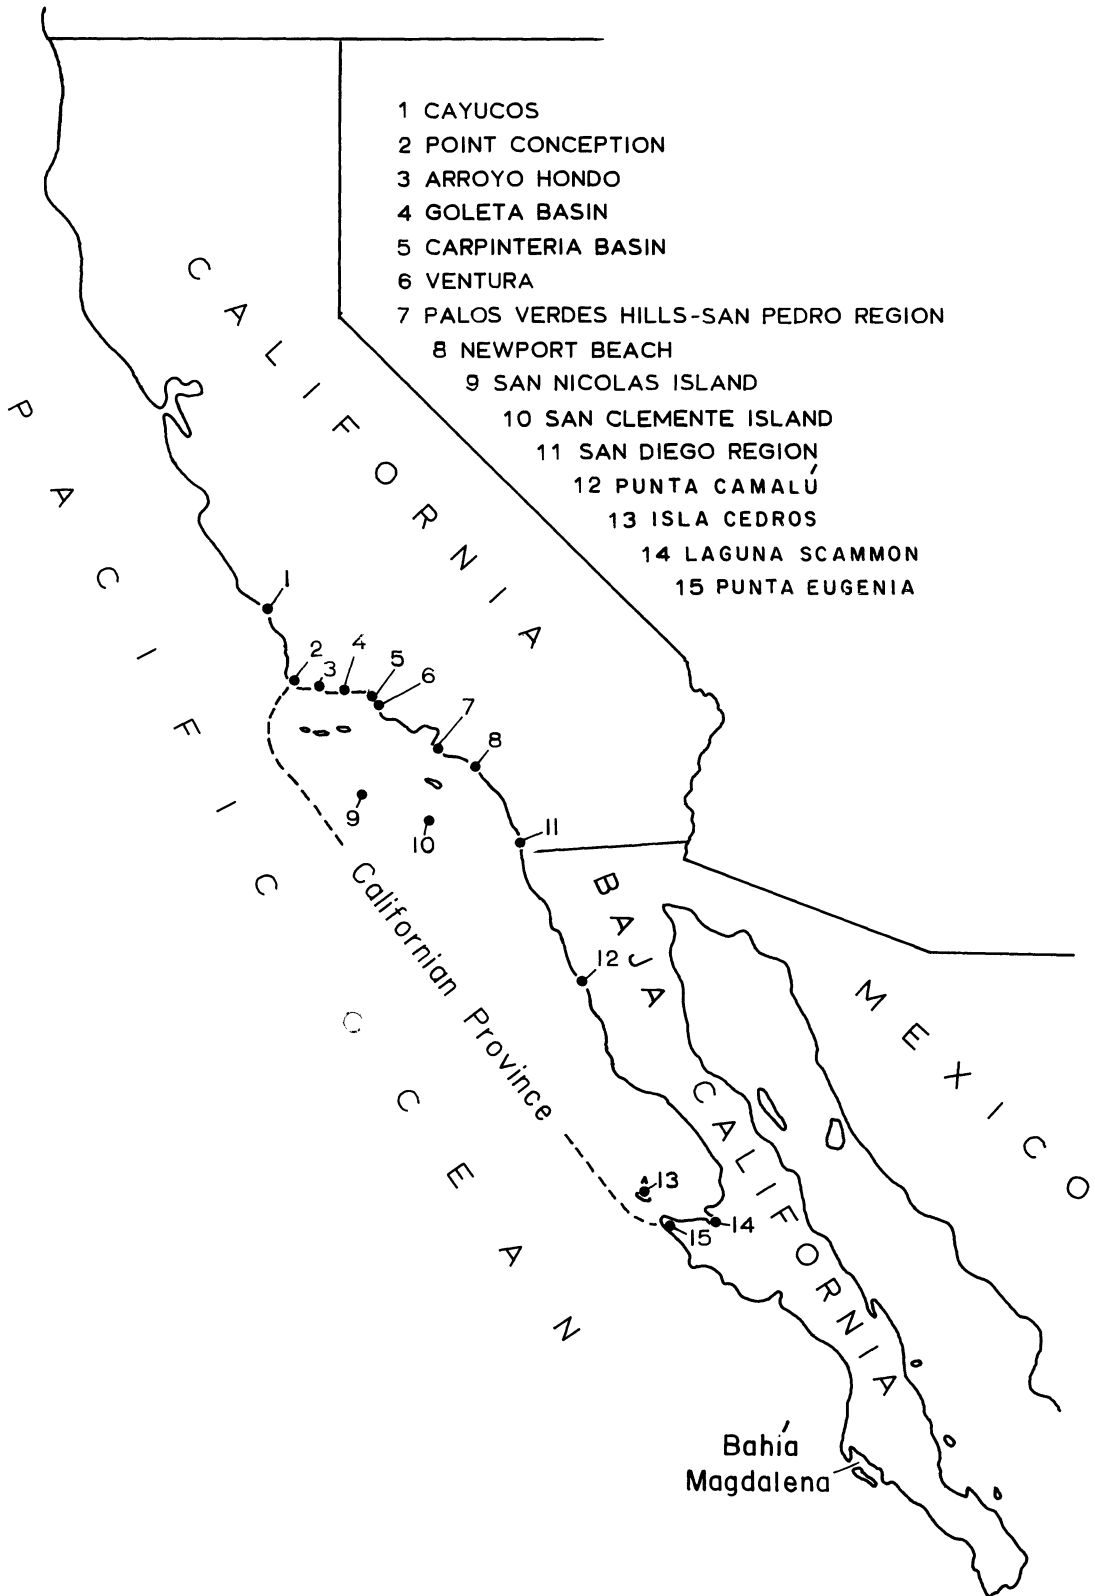 1 CAYUCOS
2 POINT CONCEPTION
3 ARROYO HONDO
4 GOLETA BASIN
5 CARPINTERIA BASIN
6 VENTURA
7 PALOS VERDES HILLS-SAN PEDRO REGION
8 NEWPORT BEACH
9 SAN NICOLAS ISLAND
10 SAN CLEMENTE ISLAND
11 SAN DIEGO REGION
12 PUNTA CAMALÚ
13 ISLA CEDROS
14 LAGUNA SCAMMON
15 PUNTA EUGENIA
CALIFORNIA
PACIFIC OCEAN
1
2
3
4
5
6
7
8
9
10
11
Californian Province
BAJA CALIFORNIA
12
MEXICO
13
14
15
Bahía
Magdalena